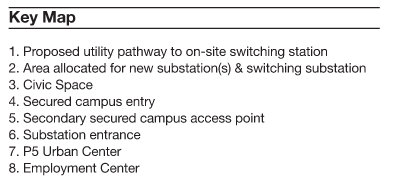 Key Map
1. Proposed utility pathway to on-site switching station
2. Area allocated for new substation(s) & switching substation
3. Civic Space
4. Secured campus entry
5. Secondary secured campus access point
6. Substation entrance
7. P5 Urban Center
8. Employment Center